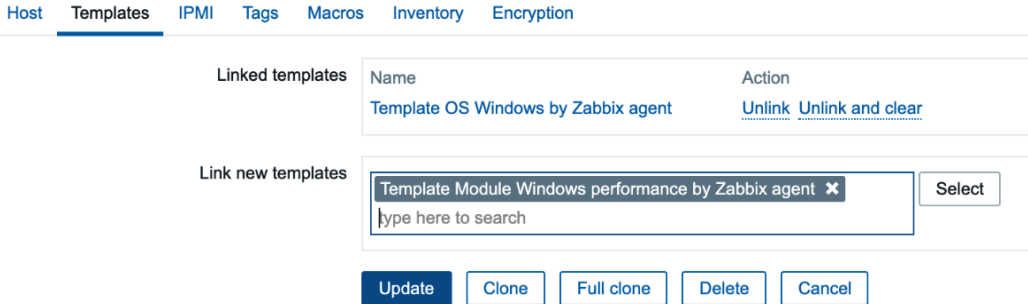 Host Templates IPMI Tags Macros Inventory Encryption
Linked templates Name Action
Template OS Windows by Zabbix agent Unlink Unlink and clear
Link new templates
Template Module Windows performance by Zabbix agent ✖ Select
type here to search
Update Clone Full clone Delete Cancel